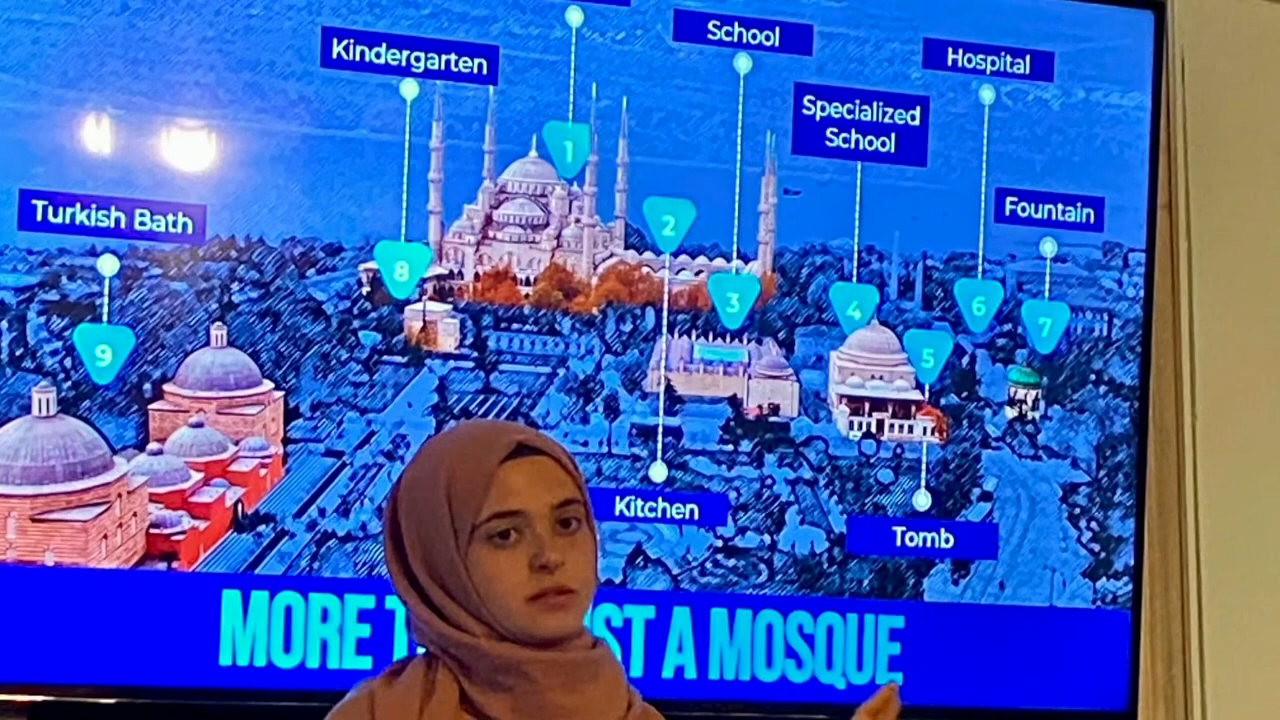 Kindergarten
School
Hospital
Specialized
School
Turkish Bath
Fountain
1
2
8
3
4
6
7
9
5
Kitchen
Tomb
MORE T ST A MOSQUE